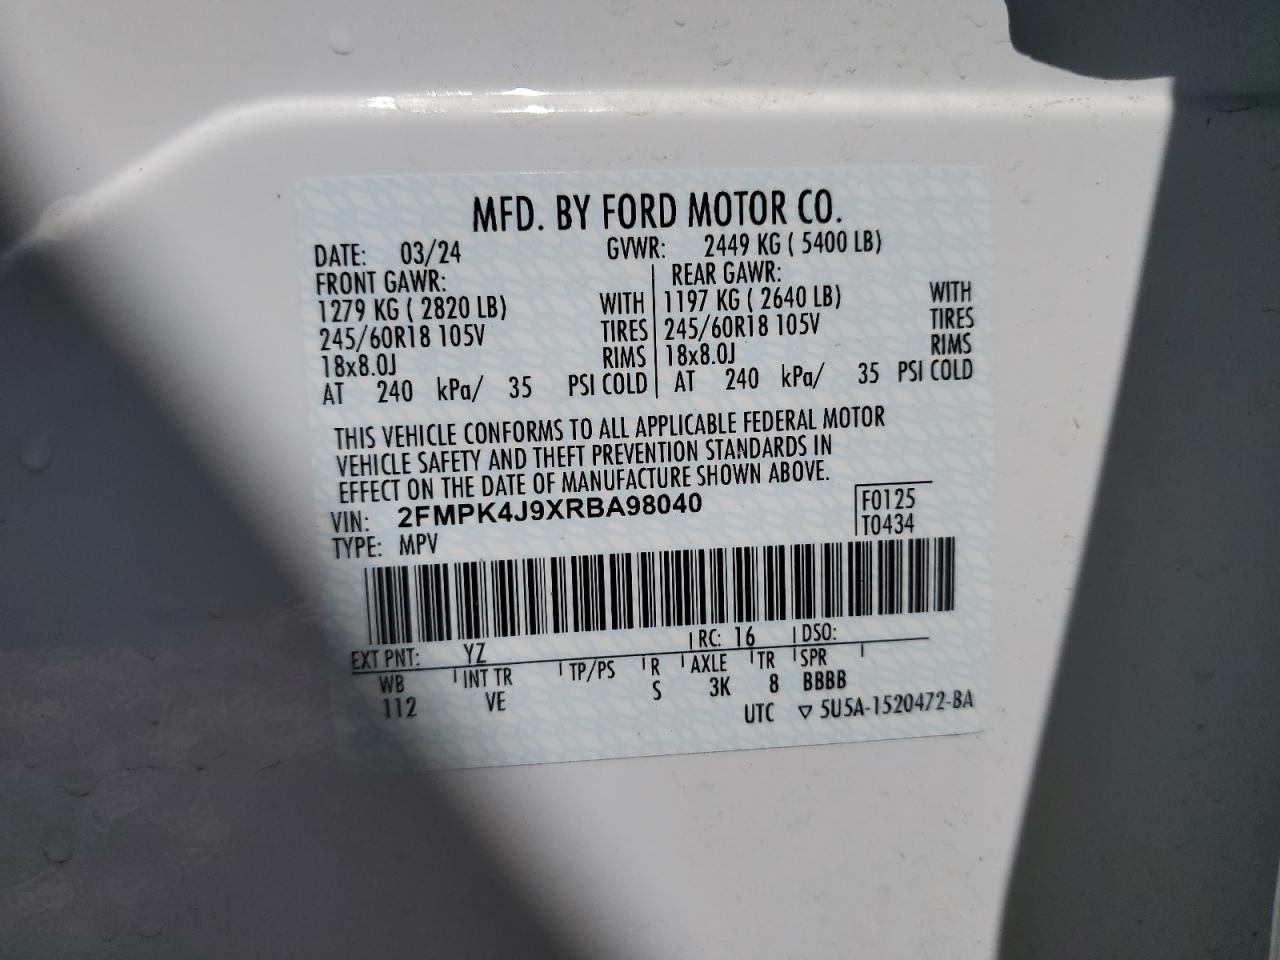 MFD. BY FORD MOTOR CO.
DATE: 03/24 GVWR: 2449 KG ( 5400 LB)
FRONT GAWR: REAR GAWR:
1279 KG ( 2820 LB) WITH 1197 KG ( 2640 LB) WITH
245/60R18 105V TIRES 245/60R18 105V TIRES
18x8.0J RIMS 18x8.0J RIMS
AT 240 kPa/ 35 PSI COLD AT 240 kPa/ 35 PSI COLD
THIS VEHICLE CONFORMS TO ALL APPLICABLE FEDERAL MOTOR
VEHICLE SAFETY AND THEFT PREVENTION STANDARDS IN
EFFECT ON THE DATE OF MANUFACTURE SHOWN ABOVE.
VIN: 2FMPK4J9XRBA98040 F0125
TYPE: MPV T0434
EXT PNT: YZ RC: 16 DSO:
WB INT TR TP/PS R AXLE TR SPR
112 VE S 3K 8 BBBB
UTC ▽ 5U5A-1520472-BA